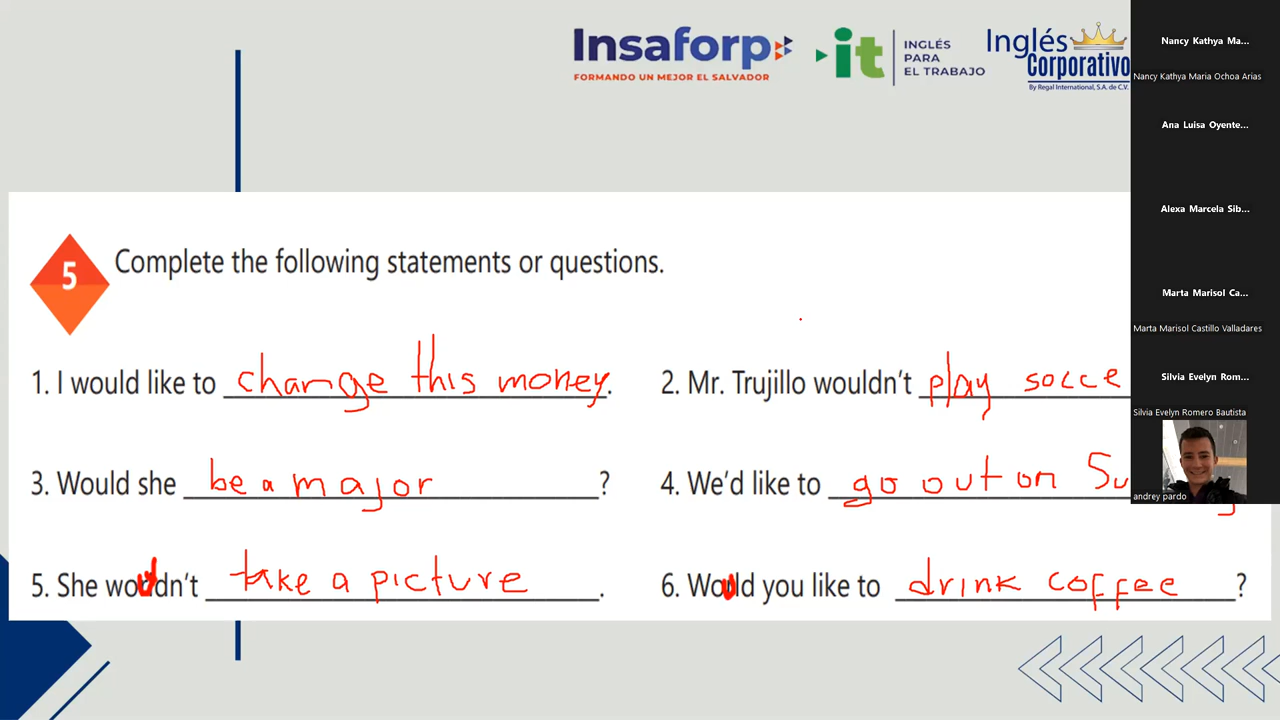 Insaforp
FORMANDO UN MEJOR EL SALVADOR
it
INGLÉS
PARA
EL TRABAJO
Inglés
Corporativo
By Regal International, S.A. de C.V.
Nancy Kathya Ma...
Nancy Kathya Maria Ochoa Arias
Ana Luisa Oyente...
Alexa Marcela Sib...
Marta Marisol Ca...
Marta Marisol Castillo Valladares
Silvia Evelyn Rom...
Silvia Evelyn Romero Bautista
andrey pardo
5 Complete the following statements or questions.
1. I would like to change this money.
2. Mr. Trujillo wouldn't play socce
3. Would she be a major ?
4. We'd like to go out on Su
5. She wouldn't take a picture.
6. Would you like to drink coffee ?